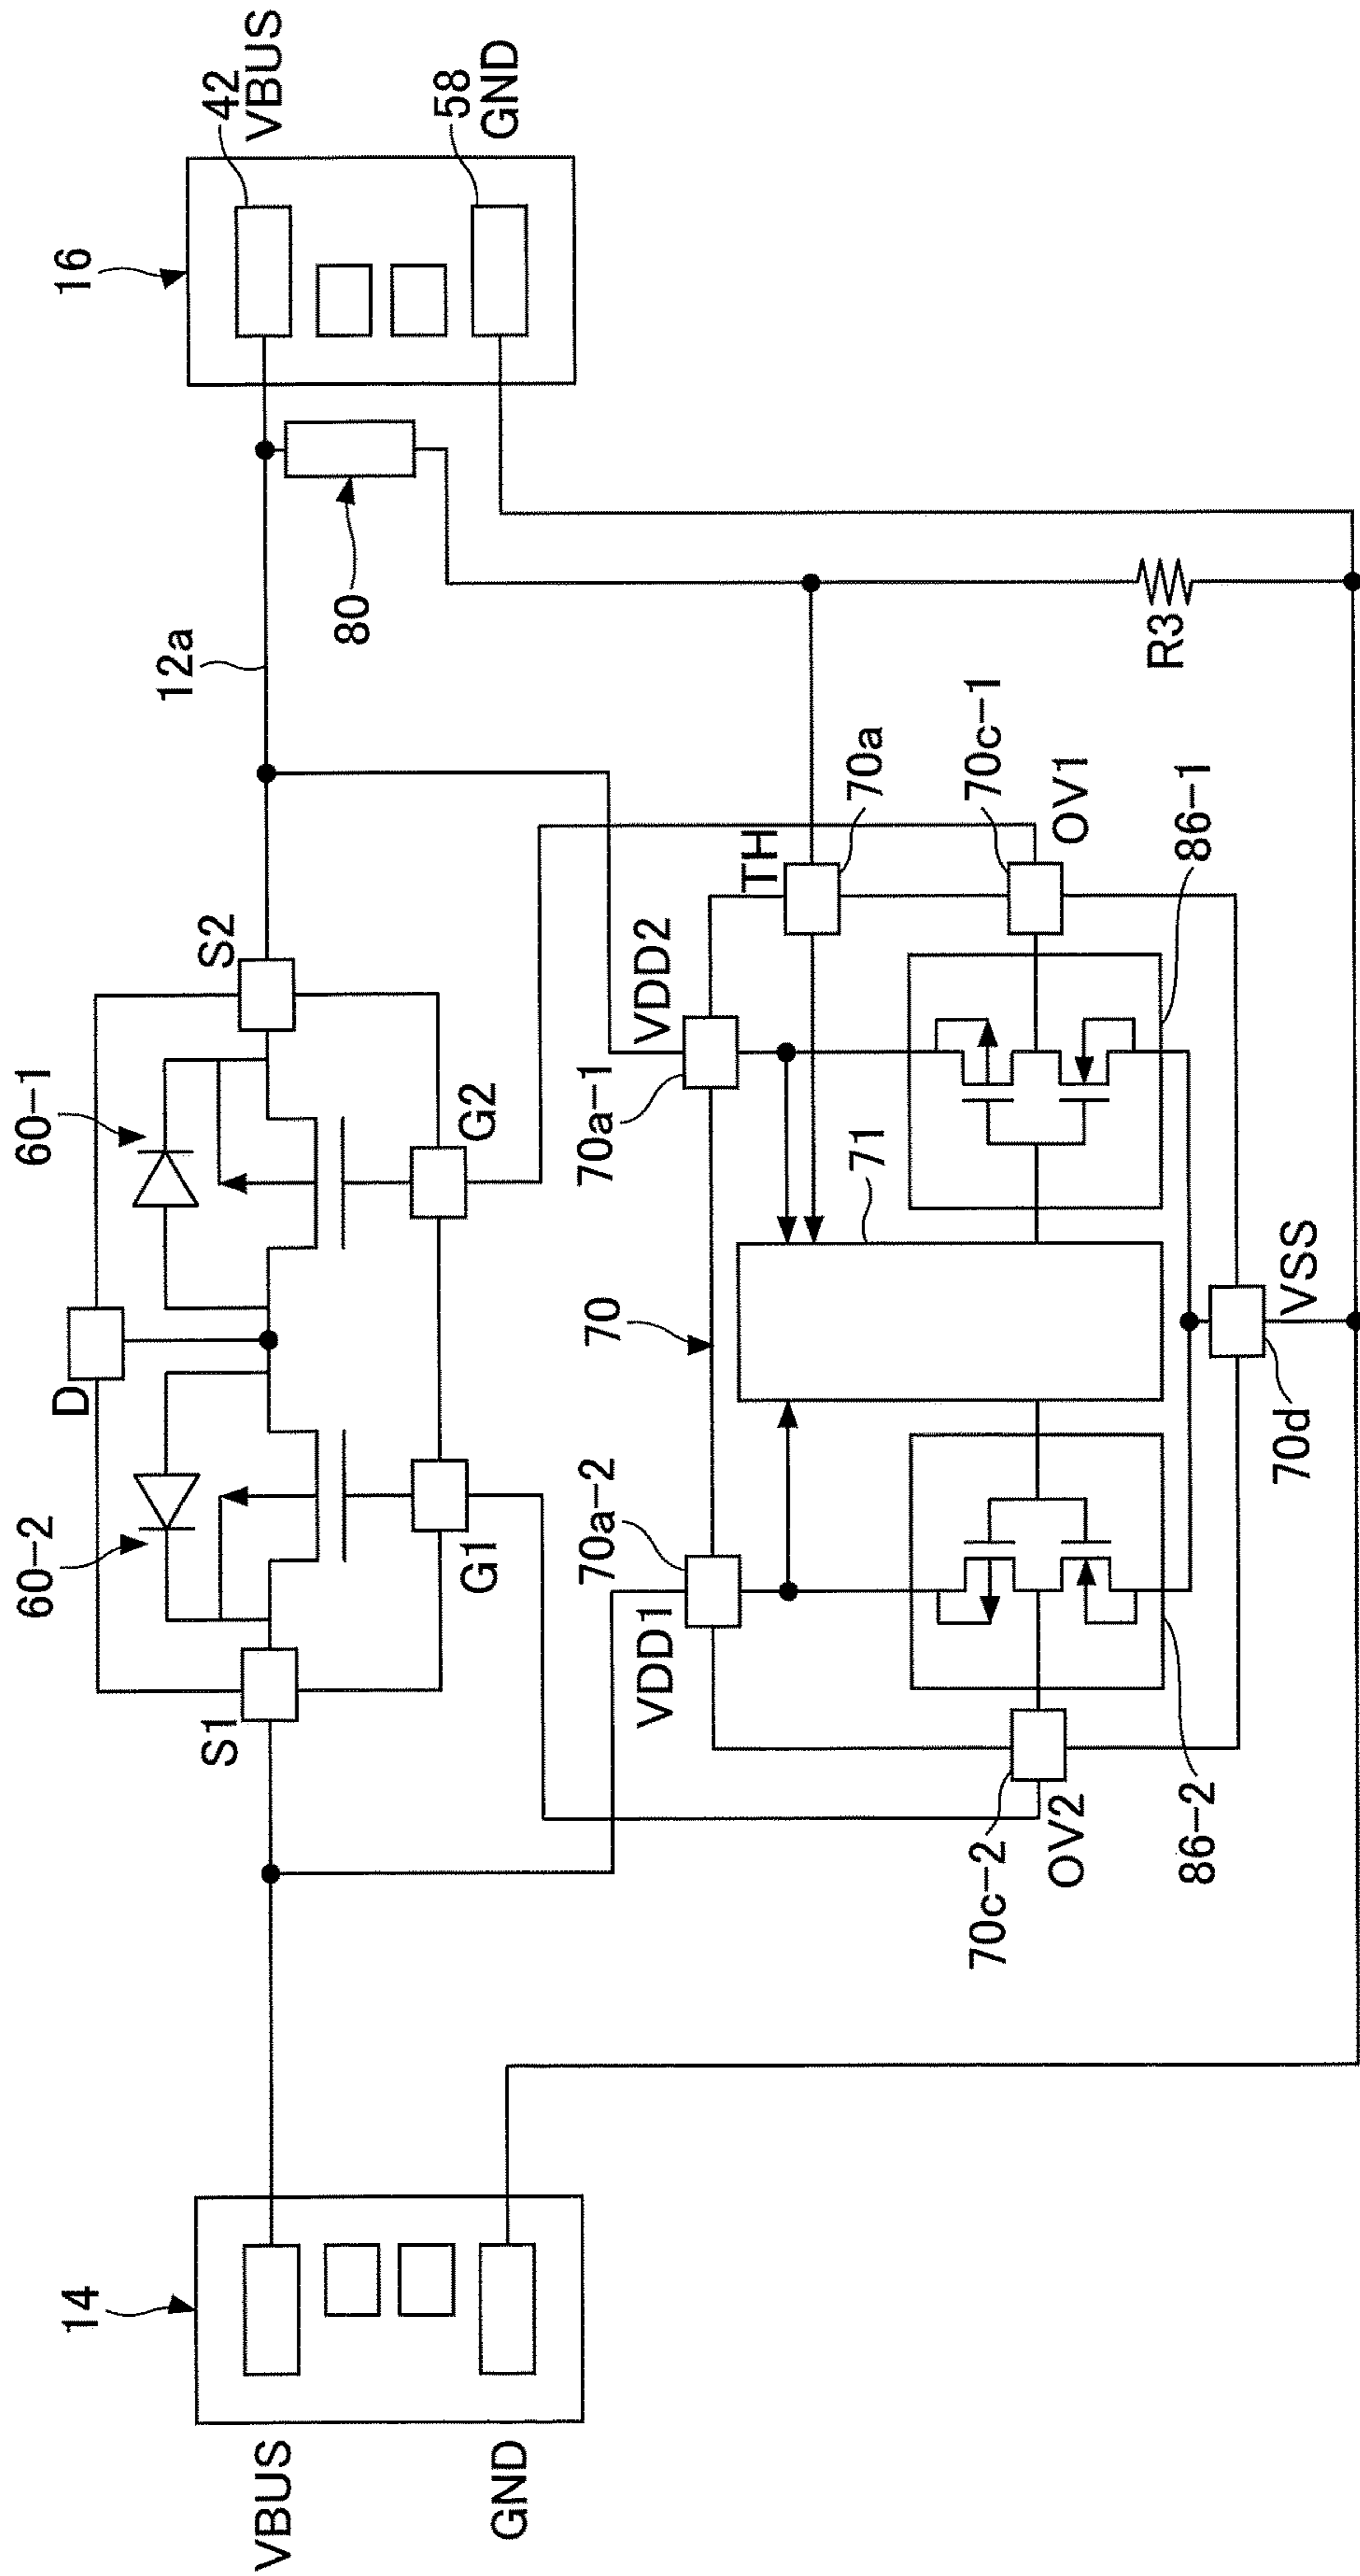 14
VBUS
GND
S1
60-2
D
60-1
S2
G1
G2
12a
16
42
VBUS
58
GND
80
VDD1
70a-2
70
70a-1
VDD2
TH
70a
71
70c-1
OV1
86-1
70c-2
OV2
86-2
70d
VSS
R3